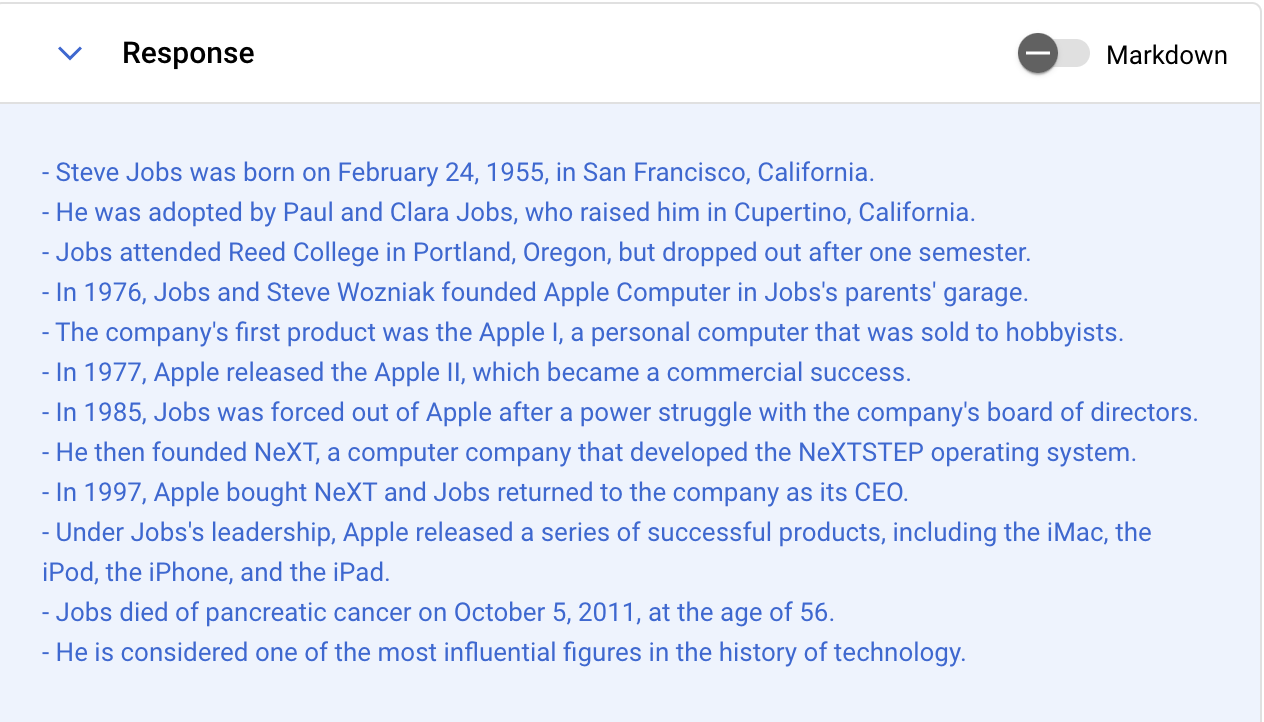 Response
Markdown
- Steve Jobs was born on February 24, 1955, in San Francisco, California.
- He was adopted by Paul and Clara Jobs, who raised him in Cupertino, California.
- Jobs attended Reed College in Portland, Oregon, but dropped out after one semester.
- In 1976, Jobs and Steve Wozniak founded Apple Computer in Jobs's parents' garage.
- The company's first product was the Apple I, a personal computer that was sold to hobbyists.
- In 1977, Apple released the Apple II, which became a commercial success.
- In 1985, Jobs was forced out of Apple after a power struggle with the company's board of directors.
- He then founded NeXT, a computer company that developed the NeXTSTEP operating system.
- In 1997, Apple bought NeXT and Jobs returned to the company as its CEO.
- Under Jobs's leadership, Apple released a series of successful products, including the iMac, the
iPod, the iPhone, and the iPad.
- Jobs died of pancreatic cancer on October 5, 2011, at the age of 56.
- He is considered one of the most influential figures in the history of technology.